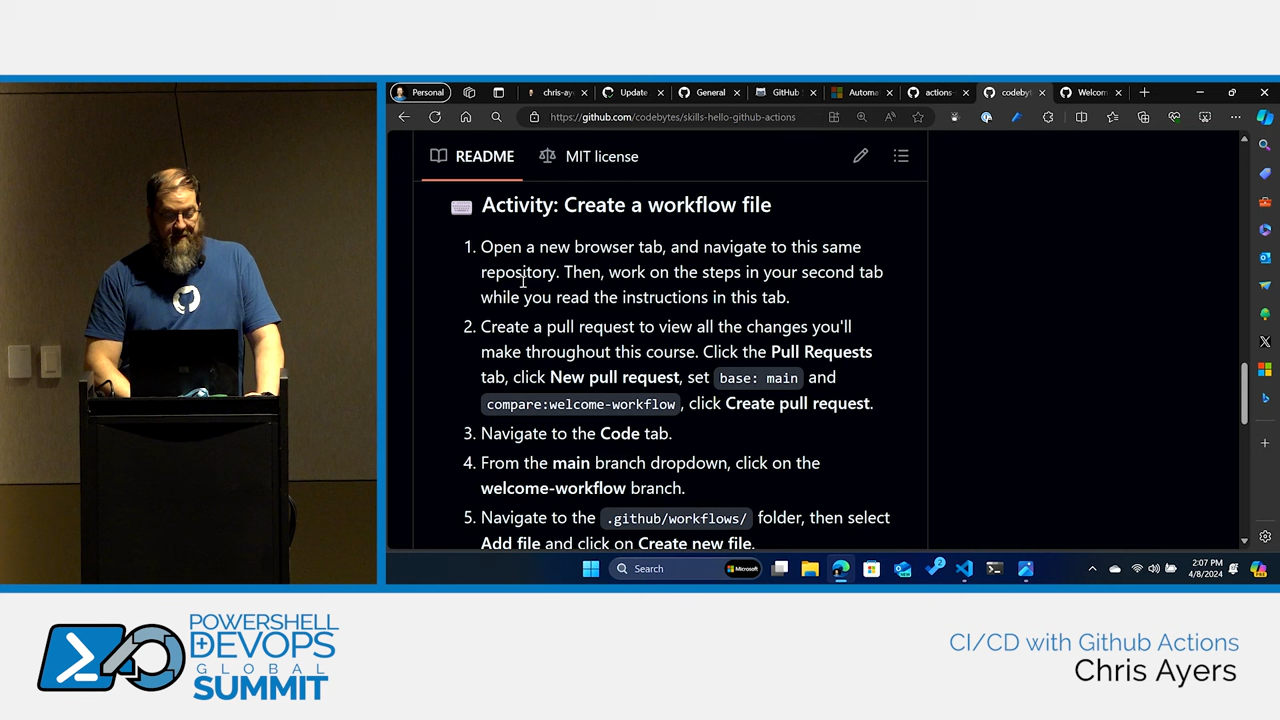 Personal
chris-ay
Update
General
GitHub
Automa
actions-
codebyt
Welcom
https://github.com/codebytes/skills-hello-github-actions
README
MIT license
Activity: Create a workflow file
1. Open a new browser tab, and navigate to this same
repository. Then, work on the steps in your second tab
while you read the instructions in this tab.
2. Create a pull request to view all the changes you'll
make throughout this course. Click the Pull Requests
tab, click New pull request, set base: main and
compare:welcome-workflow, click Create pull request.
3. Navigate to the Code tab.
4. From the main branch dropdown, click on the
welcome-workflow branch.
5. Navigate to the .github/workflows/ folder, then select
Add file and click on Create new file.
Search
Microsoft
2:07 PM
4/8/2024
POWERSHELL
DEVOPS
GLOBAL
SUMMIT
CI/CD with Github Actions
Chris Ayers